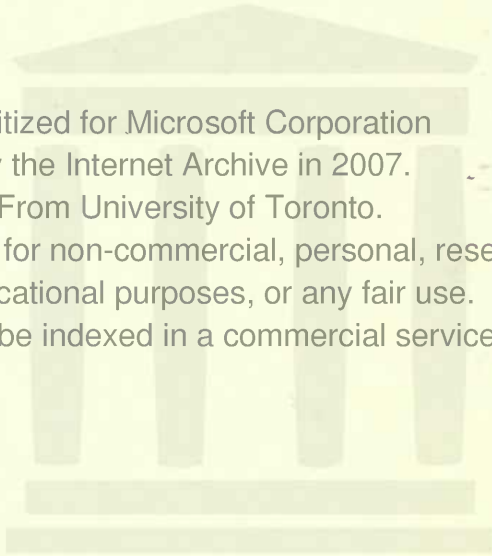 itized for Microsoft Corporation
the Internet Archive in 2007.
From University of Toronto.
for non-commercial, personal, rese
cational purposes, or any fair use.
be indexed in a commercial service